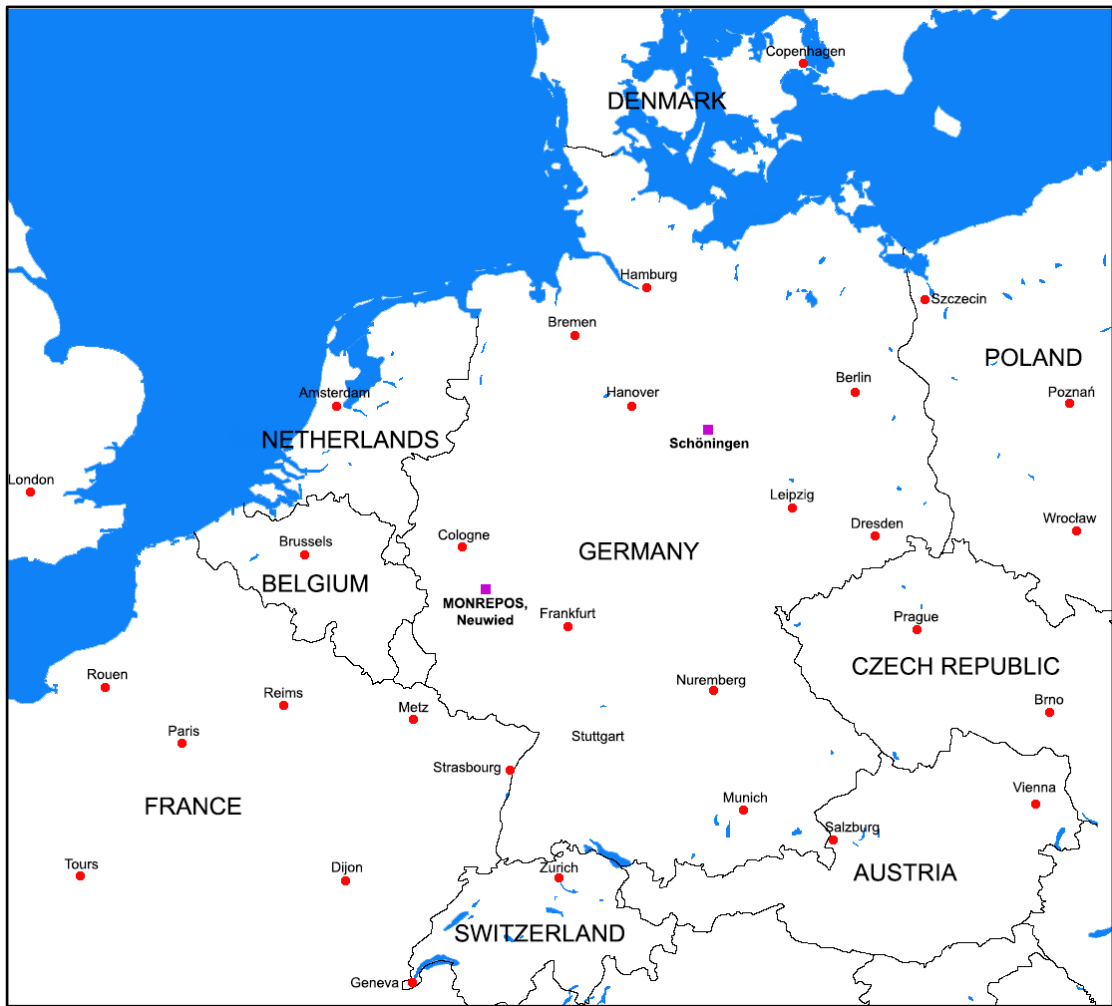 Copenhagen
DENMARK
Hamburg
Szczecin
Bremen
POLAND
Amsterdam
Hanover
Berlin
Poznań
NETHERLANDS
Schöningen
London
Leipzig
Wrocław
Dresden
Cologne
Brussels
GERMANY
BELGIUM
MONREPOS,
Neuwied
Frankfurt
Prague
CZECH REPUBLIC
Rouen
Reims
Metz
Nuremberg
Brno
Paris
Stuttgart
Strasbourg
FRANCE
Munich
Vienna
Salzburg
Tours
Dijon
Zurich
AUSTRIA
SWITZERLAND
Geneva